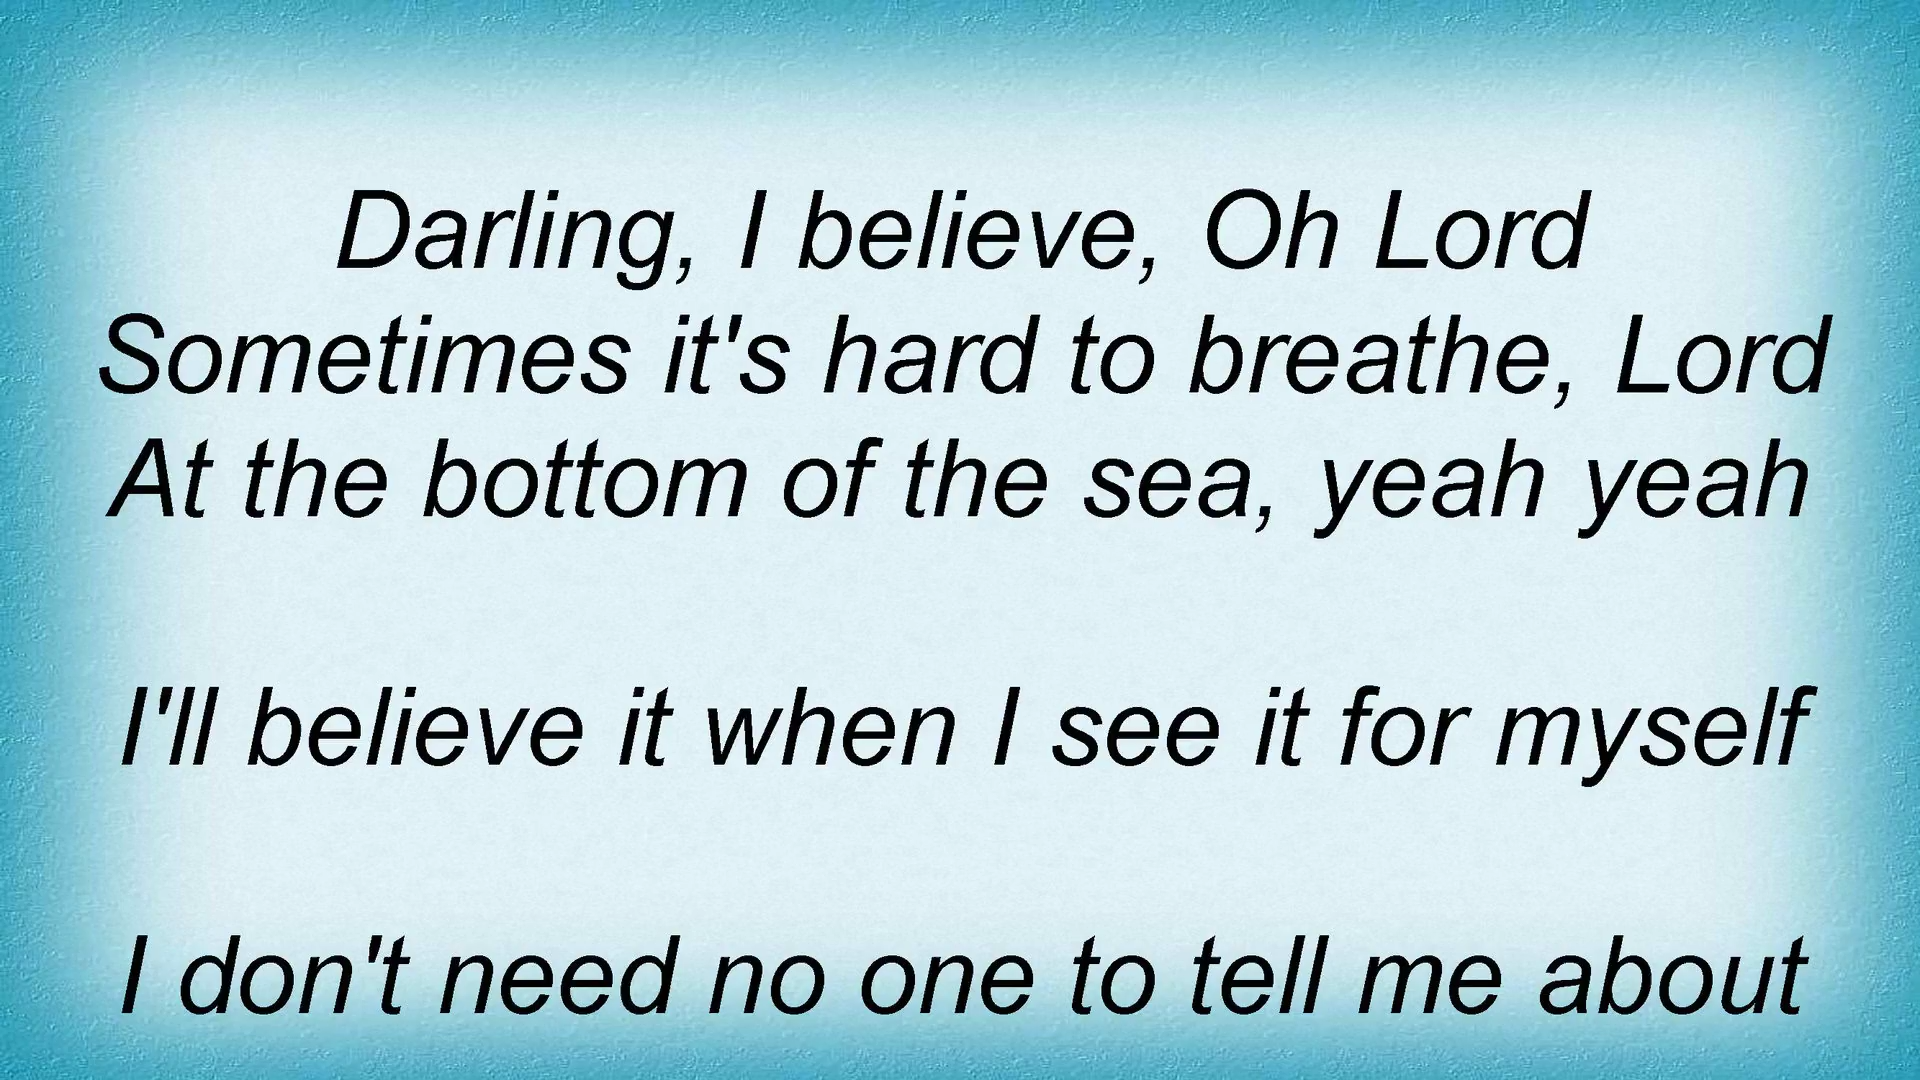 Darling, I believe, Oh Lord
Sometimes it's hard to breathe, Lord
At the bottom of the sea, yeah yeah
I'll believe it when I see it for myself
I don't need no one to tell me about